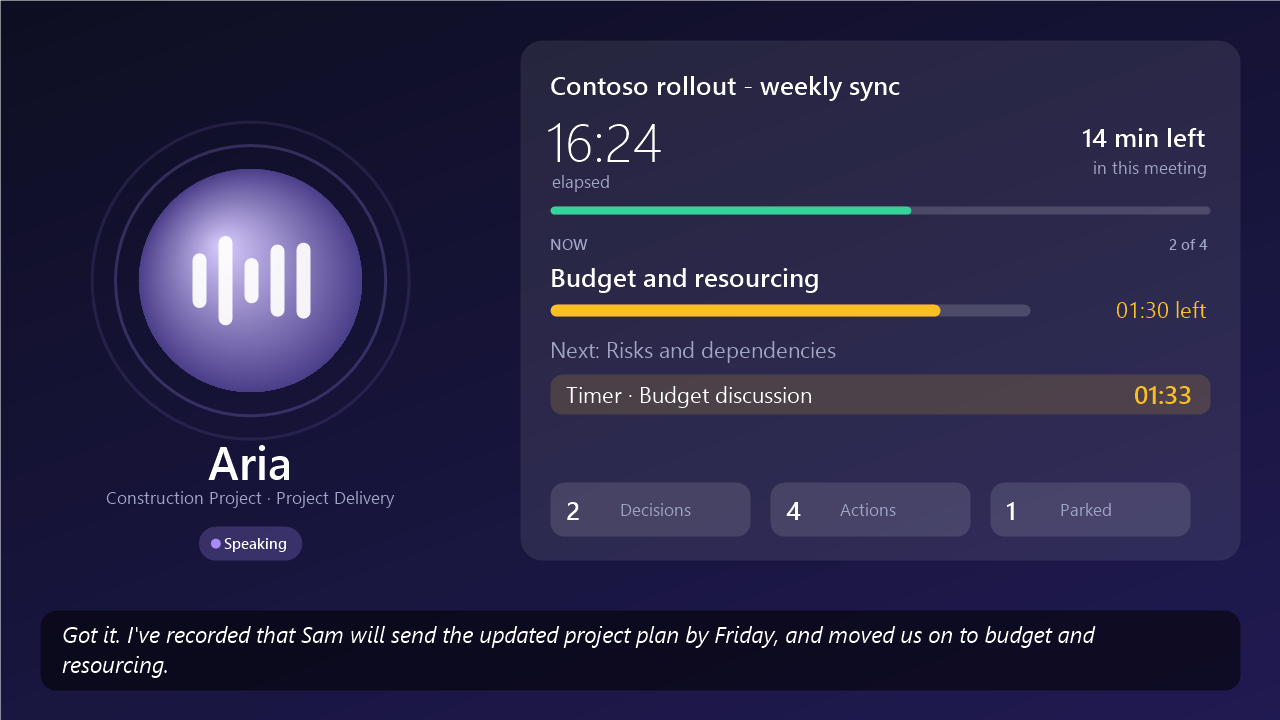 Contoso rollout - weekly sync
16:24
elapsed
14 min left
in this meeting
NOW
2 of 4
Budget and resourcing
01:30 left
Next: Risks and dependencies
Timer · Budget discussion
01:33
2 Decisions
4 Actions
1 Parked
Aria
Construction Project · Project Delivery
Speaking
Got it. I've recorded that Sam will send the updated project plan by Friday, and moved us on to budget and
resourcing.